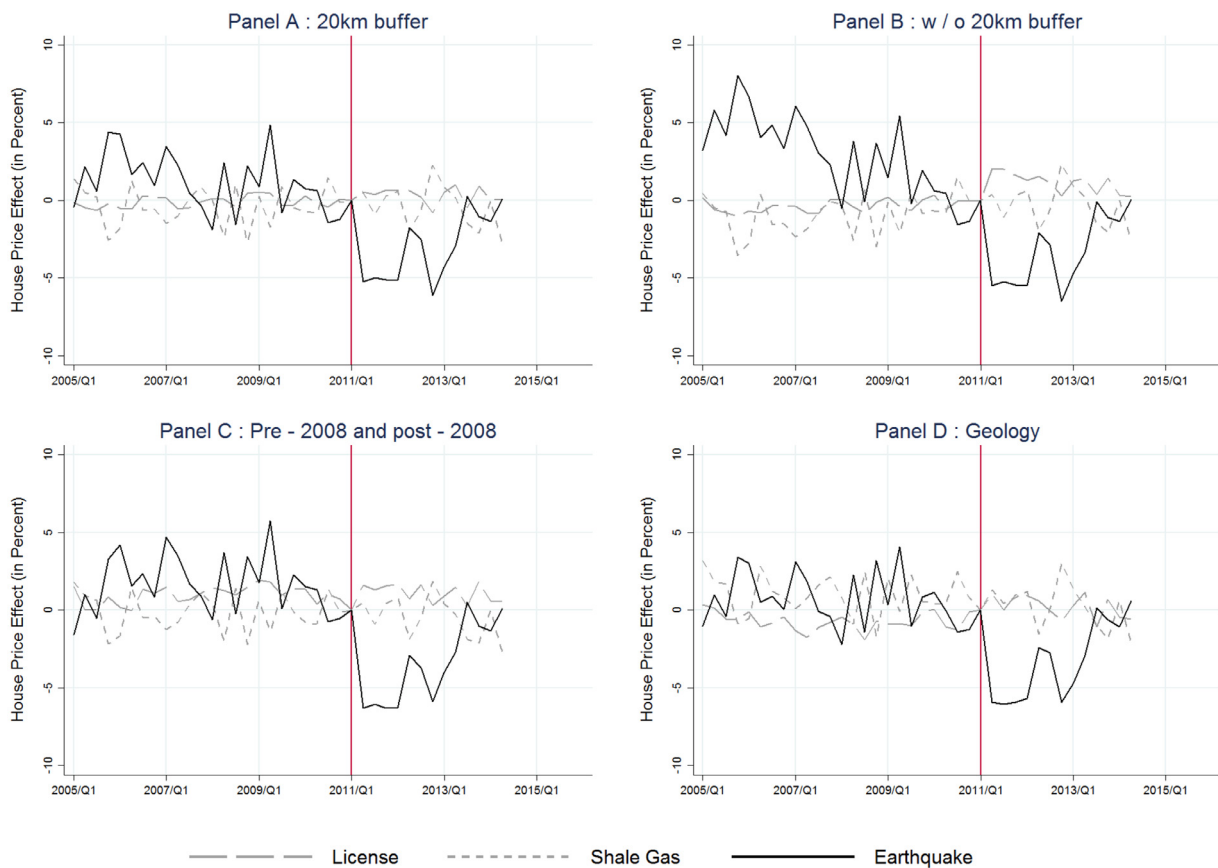 Panel A : 20km buffer
House Price Effect (in Percent)
10
5
0
-5
-10
2005/Q1 2007/Q1 2009/Q1 2011/Q1 2013/Q1 2015/Q1
Panel B : w / o 20km buffer
House Price Effect (in Percent)
10
5
0
-5
-10
2005/Q1 2007/Q1 2009/Q1 2011/Q1 2013/Q1 2015/Q1
Panel C : Pre - 2008 and post - 2008
House Price Effect (in Percent)
10
5
0
-5
-10
2005/Q1 2007/Q1 2009/Q1 2011/Q1 2013/Q1 2015/Q1
Panel D : Geology
House Price Effect (in Percent)
10
5
0
-5
-10
2005/Q1 2007/Q1 2009/Q1 2011/Q1 2013/Q1 2015/Q1
License Shale Gas Earthquake